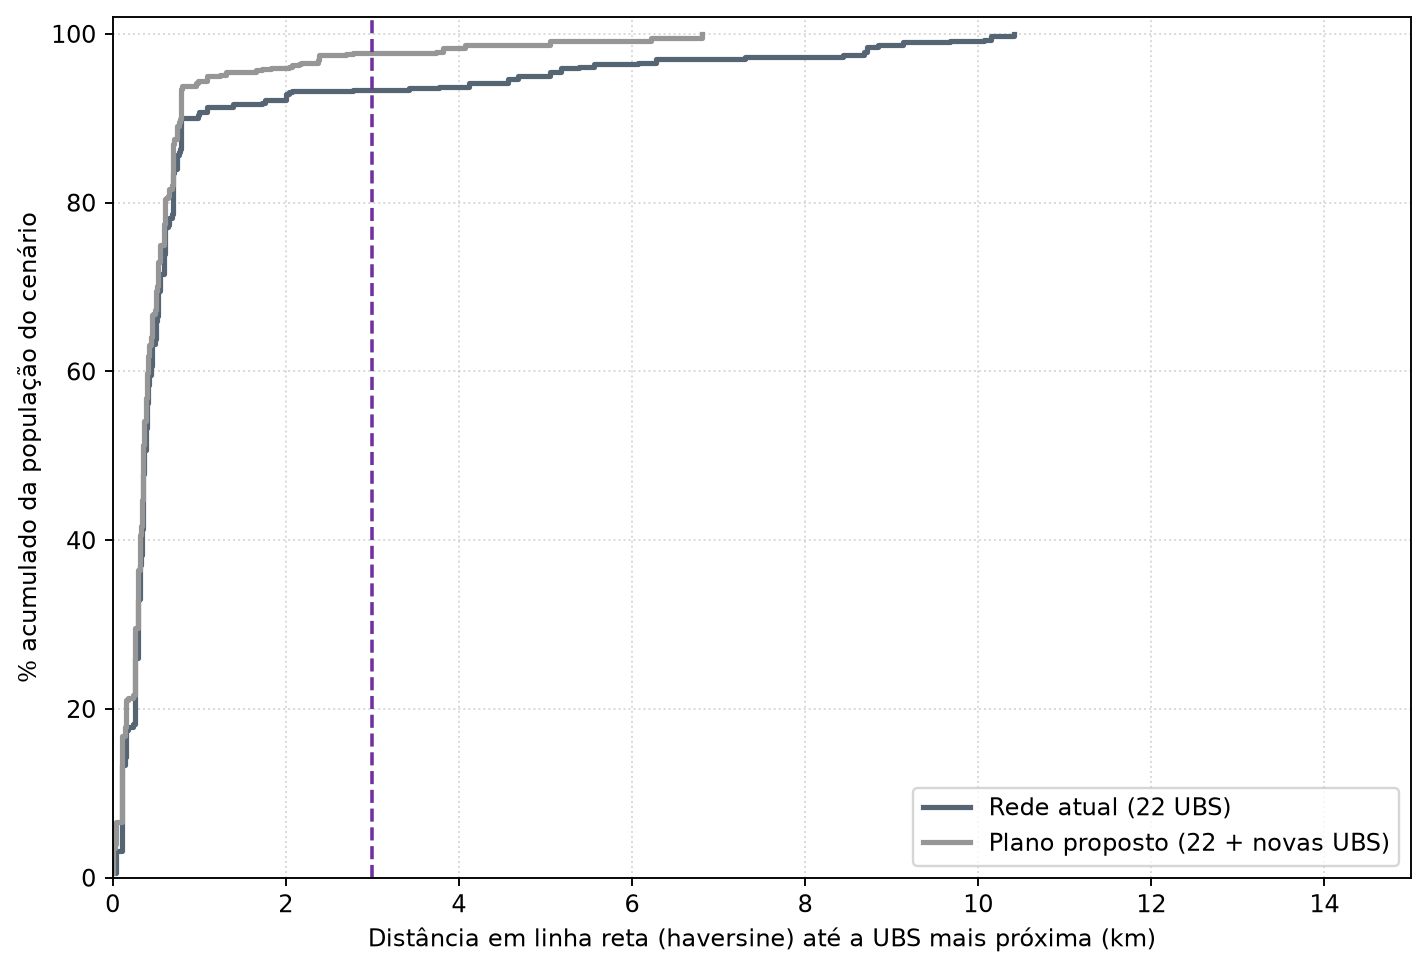 % acumulado da população do cenário
100
80
60
40
20
0
0 2 4 6 8 10 12 14
Distância em linha reta (haversine) até a UBS mais próxima (km)
Rede atual (22 UBS)
Plano proposto (22 + novas UBS)